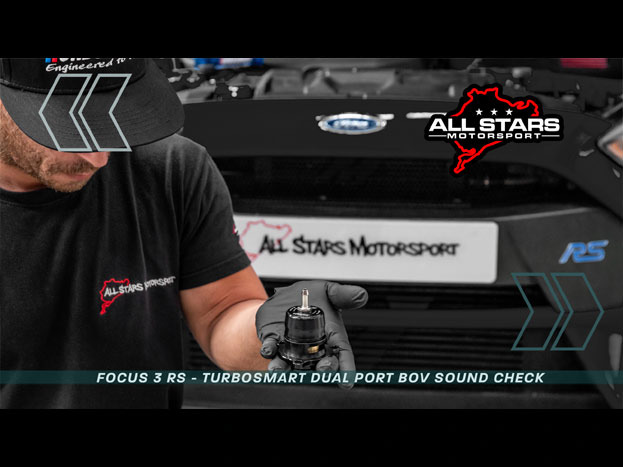 Engineered to
Ford
ALL STARS
MOTORSPORT
ALL STARS MOTORSPORT
RS
ALL STARS MOTORSPORT
FOCUS 3 RS - TURBOSMART DUAL PORT BOV SOUND CHECK